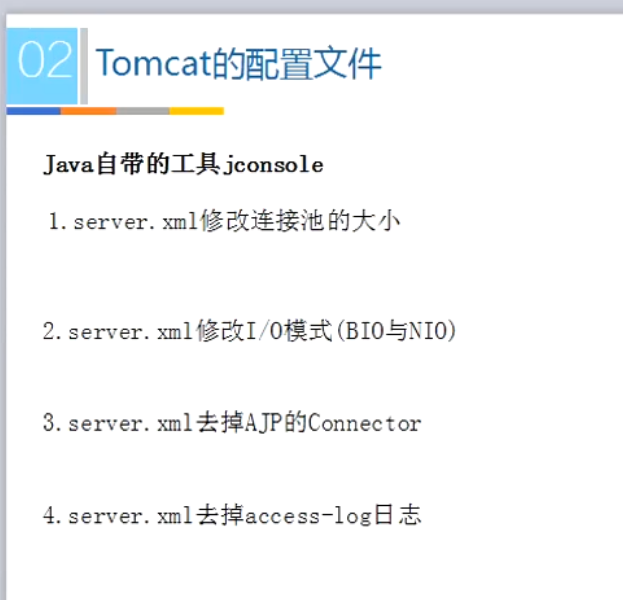 02
Tomcat的配置文件
Java自带的工具jconsole
1.server.xml修改连接池的大小
2.server.xml修改I/O模式(BIO与NIO)
3.server.xml去掉AJP的Connector
4.server.xml去掉access-log日志